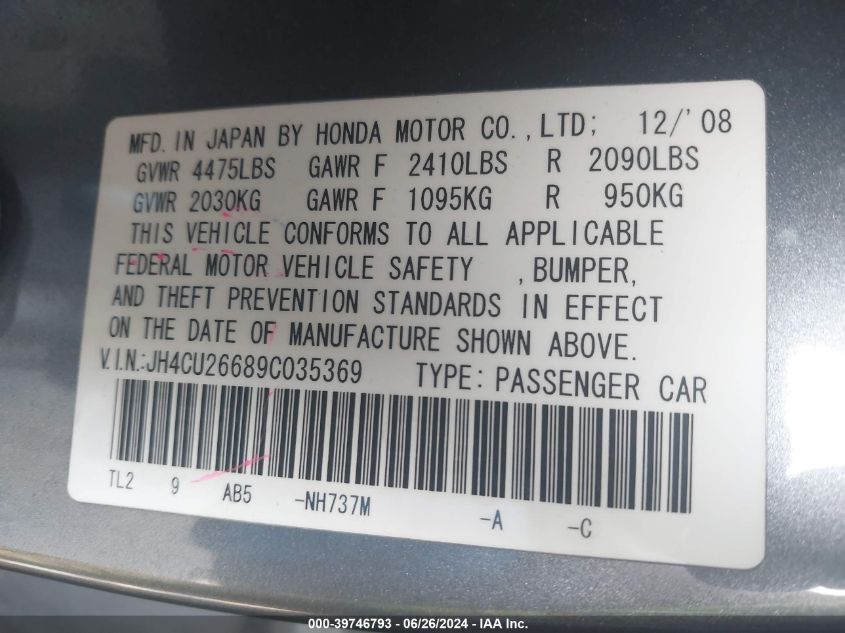 MFD. IN JAPAN BY HONDA MOTOR CO., LTD; 12/'08
GVWR 4475LBS GAWR F 2410LBS R 2090LBS
GVWR 2030KG GAWR F 1095KG R 950KG
THIS VEHICLE CONFORMS TO ALL APPLICABLE
FEDERAL MOTOR VEHICLE SAFETY , BUMPER,
AND THEFT PREVENTION STANDARDS IN EFFECT
ON THE DATE OF MANUFACTURE SHOWN ABOVE.
V.I.N.:JH4CU26689C035369 TYPE: PASSENGER CAR
TL2 9 AB5 -NH737M -A -C
000-39746793 - 06/26/2024 - IAA Inc.